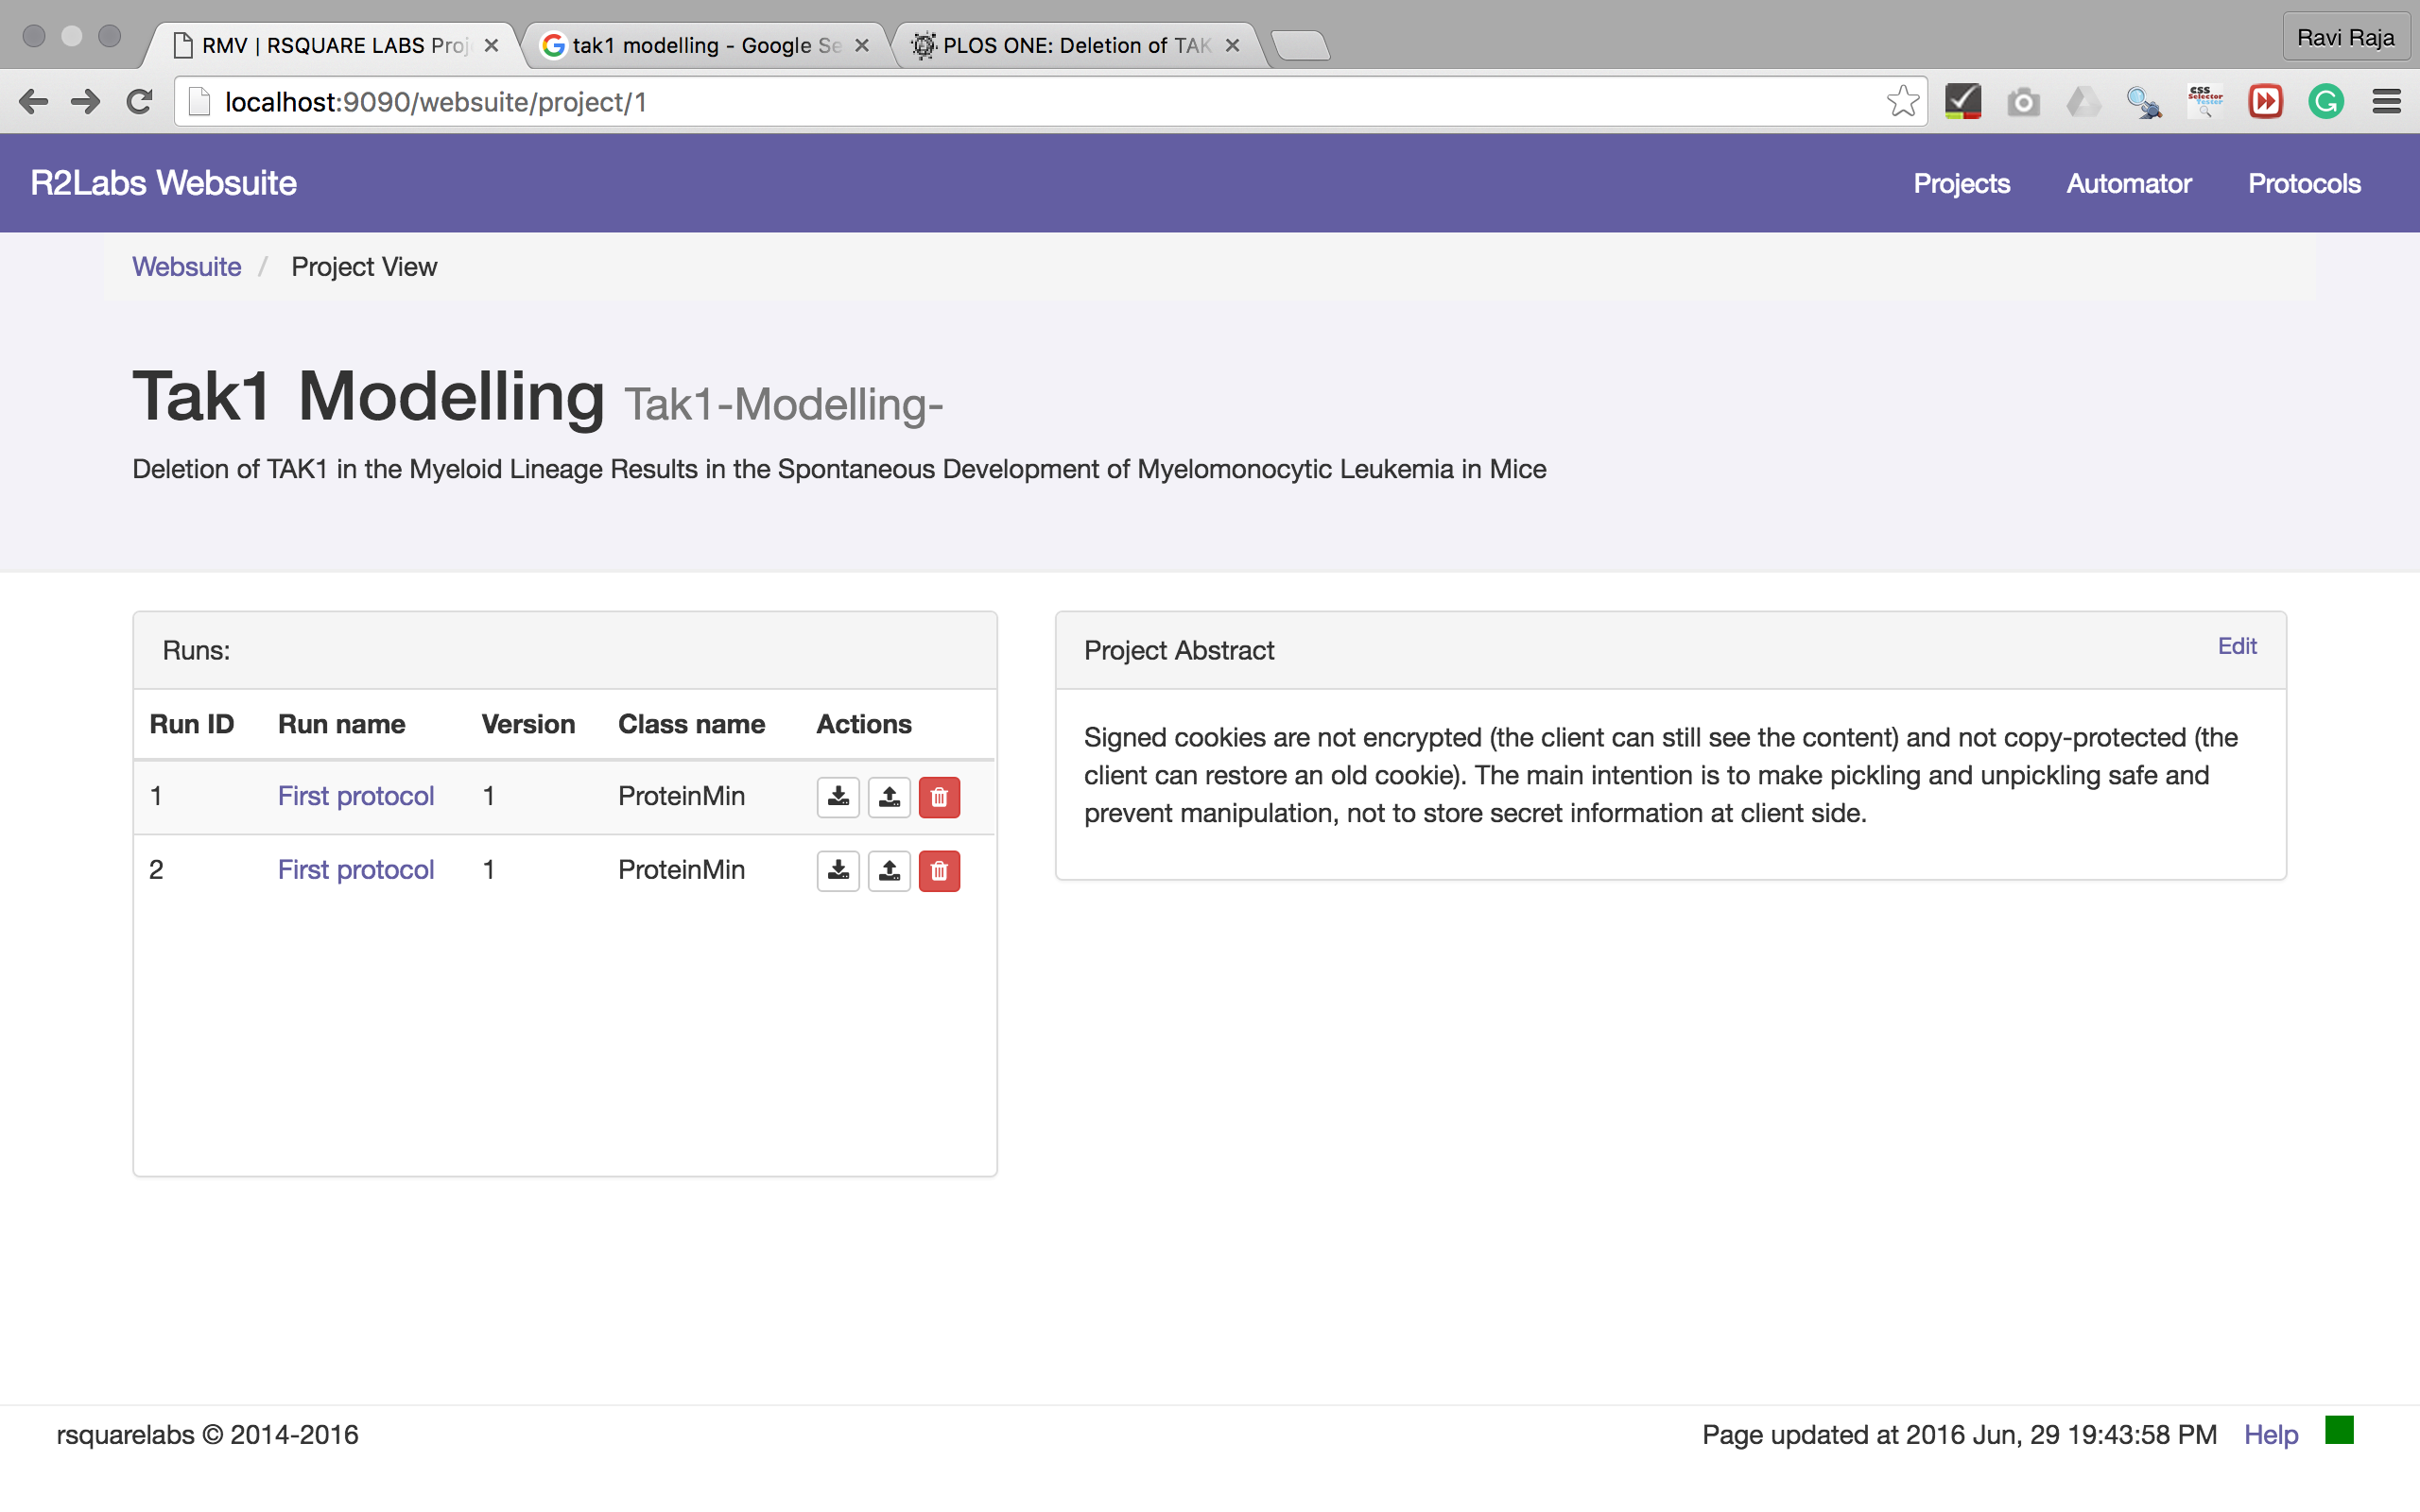 RMV | RSQUARE LABS Proj
tak1 modelling - Google Se
PLOS ONE: Deletion of TAK
Ravi Raja
localhost:9090/websuite/project/1
css
Selector
Tester
R2Labs Websuite
Projects
Automator
Protocols
Websuite / Project View
Tak1 Modelling Tak1-Modelling-
Deletion of TAK1 in the Myeloid Lineage Results in the Spontaneous Development of Myelomonocytic Leukemia in Mice
Runs:
Run ID Run name Version Class name Actions
1 First protocol 1 ProteinMin
2 First protocol 1 ProteinMin
Project Abstract
Edit
Signed cookies are not encrypted (the client can still see the content) and not copy-protected (the
client can restore an old cookie). The main intention is to make pickling and unpickling safe and
prevent manipulation, not to store secret information at client side.
rsquarelabs © 2014-2016
Page updated at 2016 Jun, 29 19:43:58 PM Help